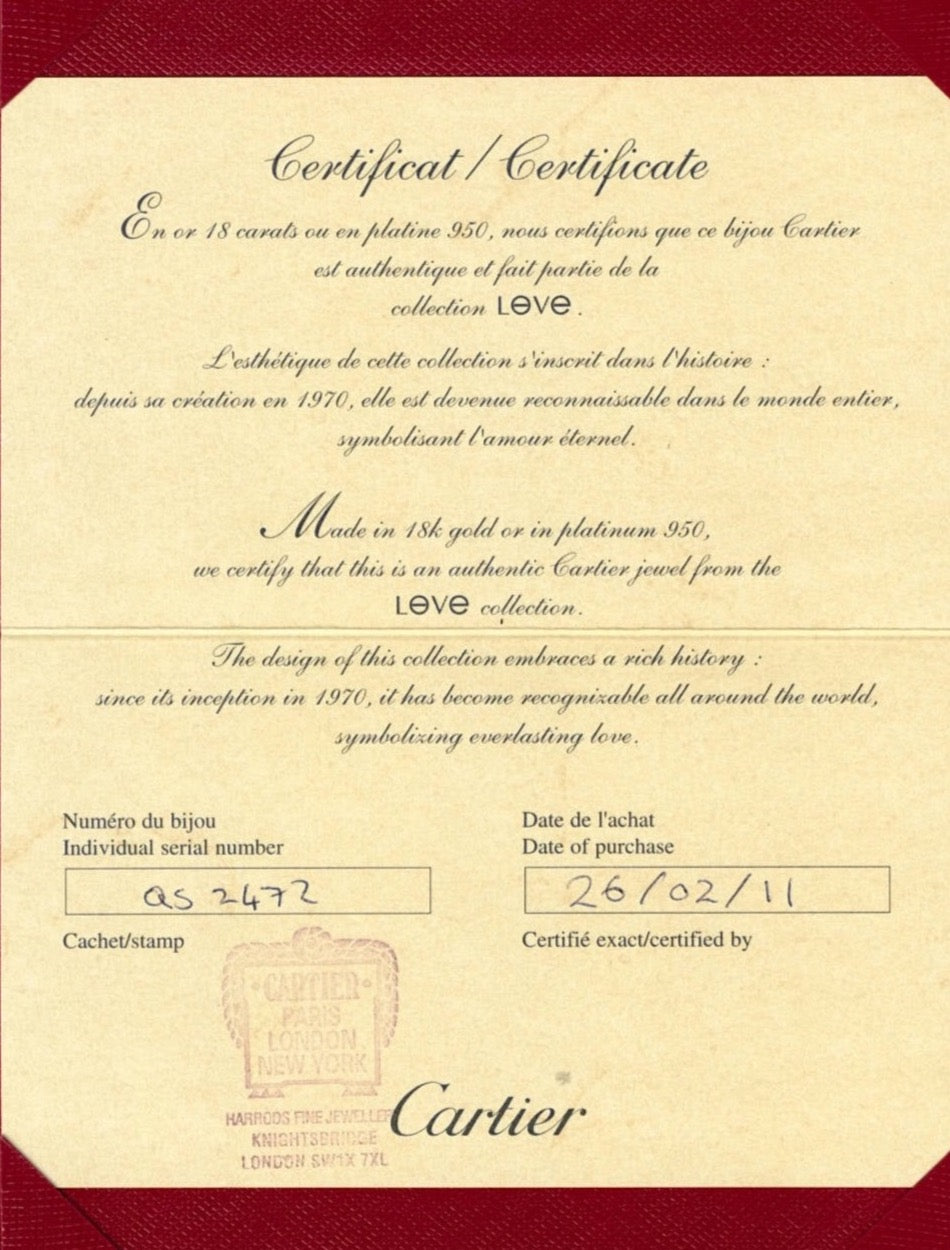 Certificat / Certificate
En or 18 carats ou en platine 950, nous certifions que ce bijou Cartier
est authentique et fait partie de la
collection LOVE.
L'esthétique de cette collection s'inscrit dans l'histoire :
depuis sa création en 1970, elle est devenue reconnaissable dans le monde entier,
symbolisant l'amour éternel.
Made in 18k gold or in platinum 950,
we certify that this is an authentic Cartier jewel from the
LOVE collection.
The design of this collection embraces a rich history :
since its inception in 1970, it has become recognizable all around the world,
symbolizing everlasting love.
Numéro du bijou
Individual serial number
QS 2472
Date de l'achat
Date of purchase
26/02/11
Cachet/stamp
Certifié exact/certified by
CARTIER
PARIS
LONDON
NEW YORK
HARRODS FINE JEWELLER
KNIGHTSBRIDGE
LONDON SW1X 7XL
Cartier